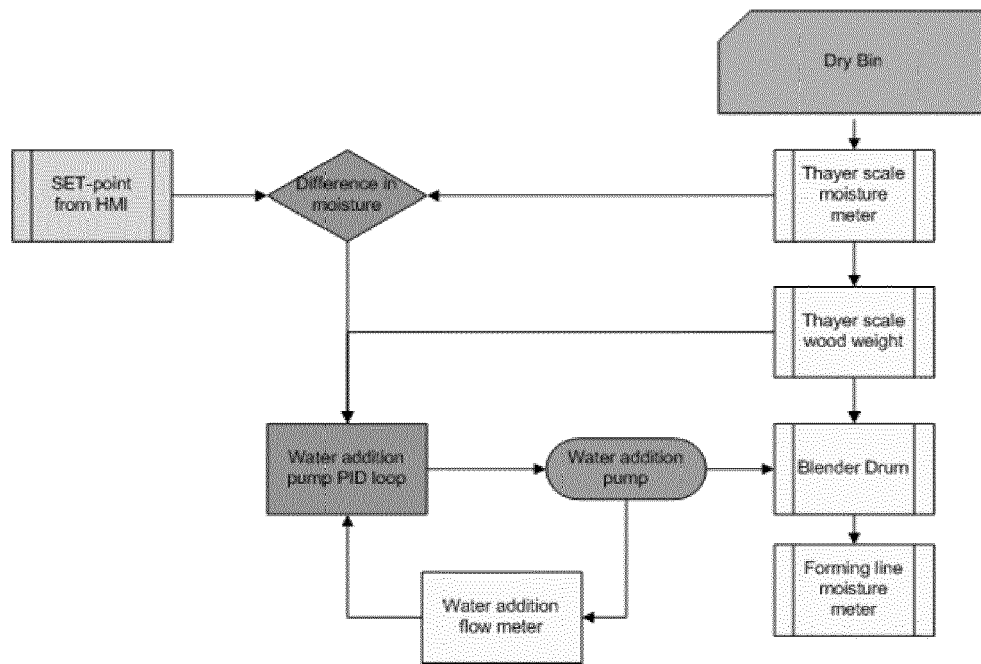 Dry Bin
SET-point
from HMI
Difference in
moisture
Thayer scale
moisture
meter
Thayer scale
wood weight
Water addition
pump PID loop
Water addition
pump
Blender Drum
Water addition
flow meter
Forming line
moisture
meter